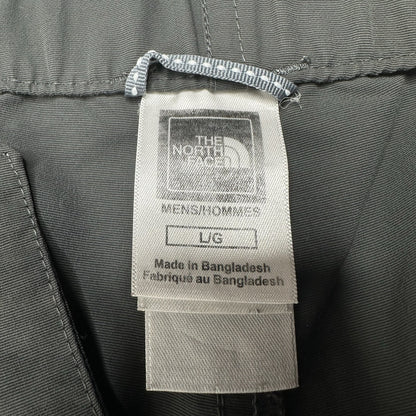 THE
NORTH
FACE
MENS/HOMMES
L/G
Made in Bangladesh
Fabriqué au Bangladesh